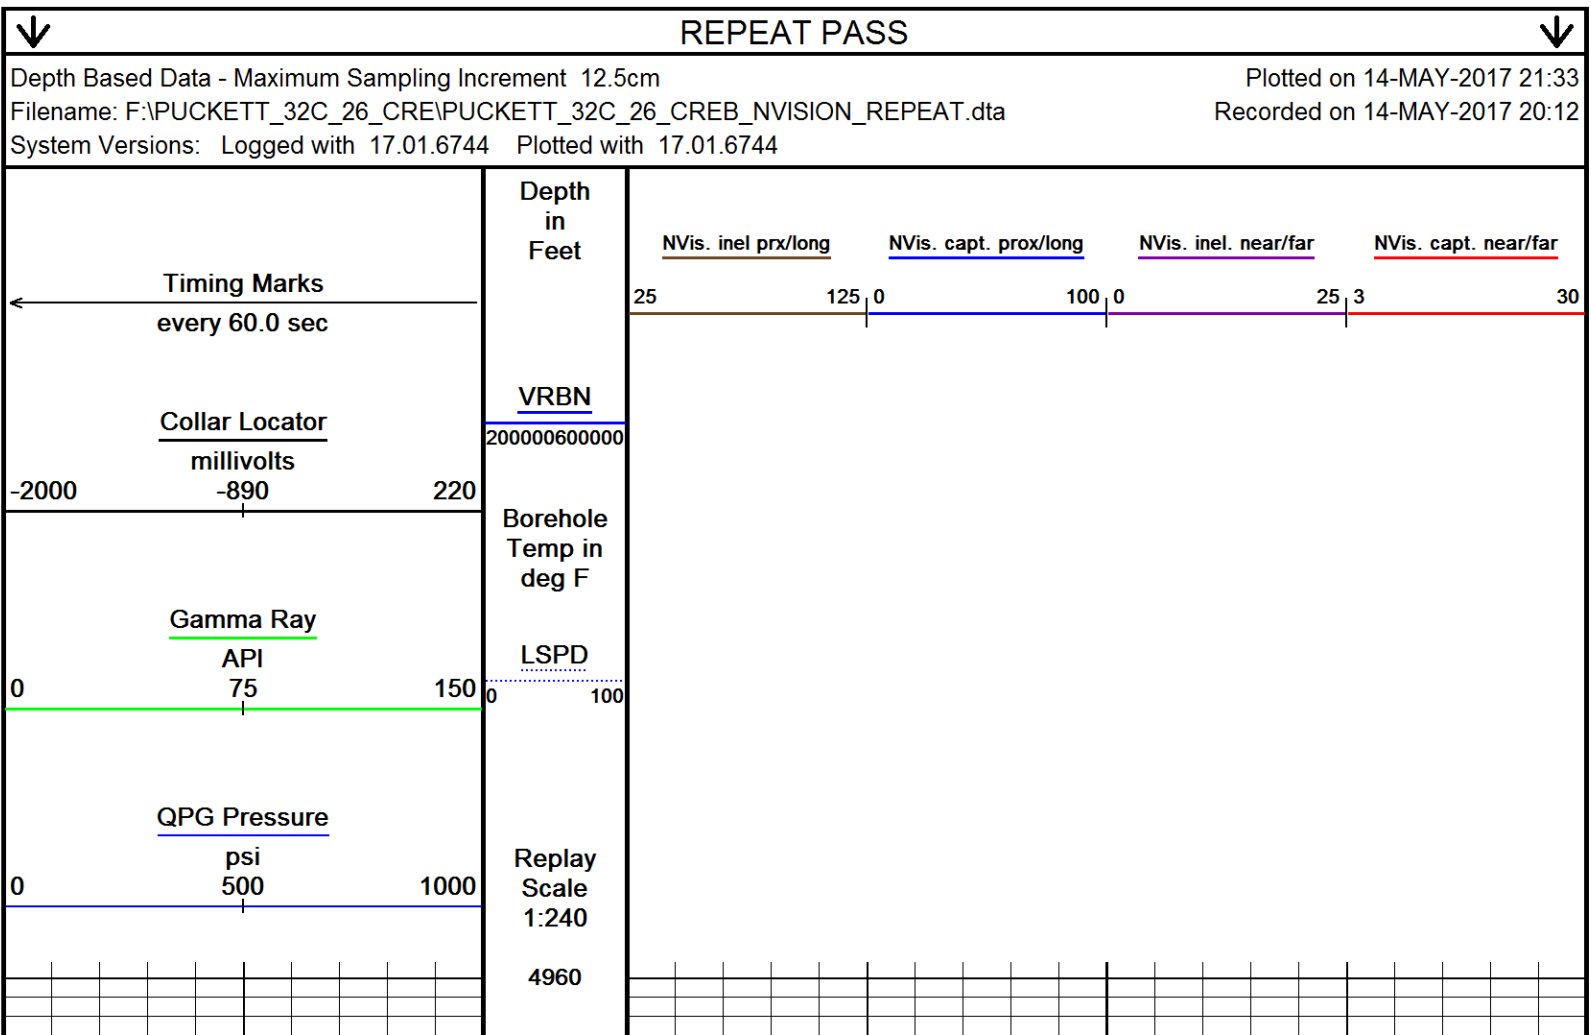 REPEAT PASS
Depth Based Data - Maximum Sampling Increment 12.5cm
Plotted on 14-MAY-2017 21:33
Filename: F:\PUCKETT_32C_26_CRE\PUCKETT_32C_26_CREB_NVISION_REPEAT.dta
Recorded on 14-MAY-2017 20:12
System Versions: Logged with 17.01.6744 Plotted with 17.01.6744
Timing Marks
every 60.0 sec
Collar Locator
millivolts
-2000 -890 220
Gamma Ray
API
0 75 150
QPG Pressure
psi
0 500 1000
Depth
in
Feet
VRBN
200000600000
Borehole
Temp in
deg F
LSPD
0 100
Replay
Scale
1:240
4960
NVis. inel prx/long NVis. capt. prox/long NVis. inel. near/far NVis. capt. near/far
25 125 0 100 0 25 3 30